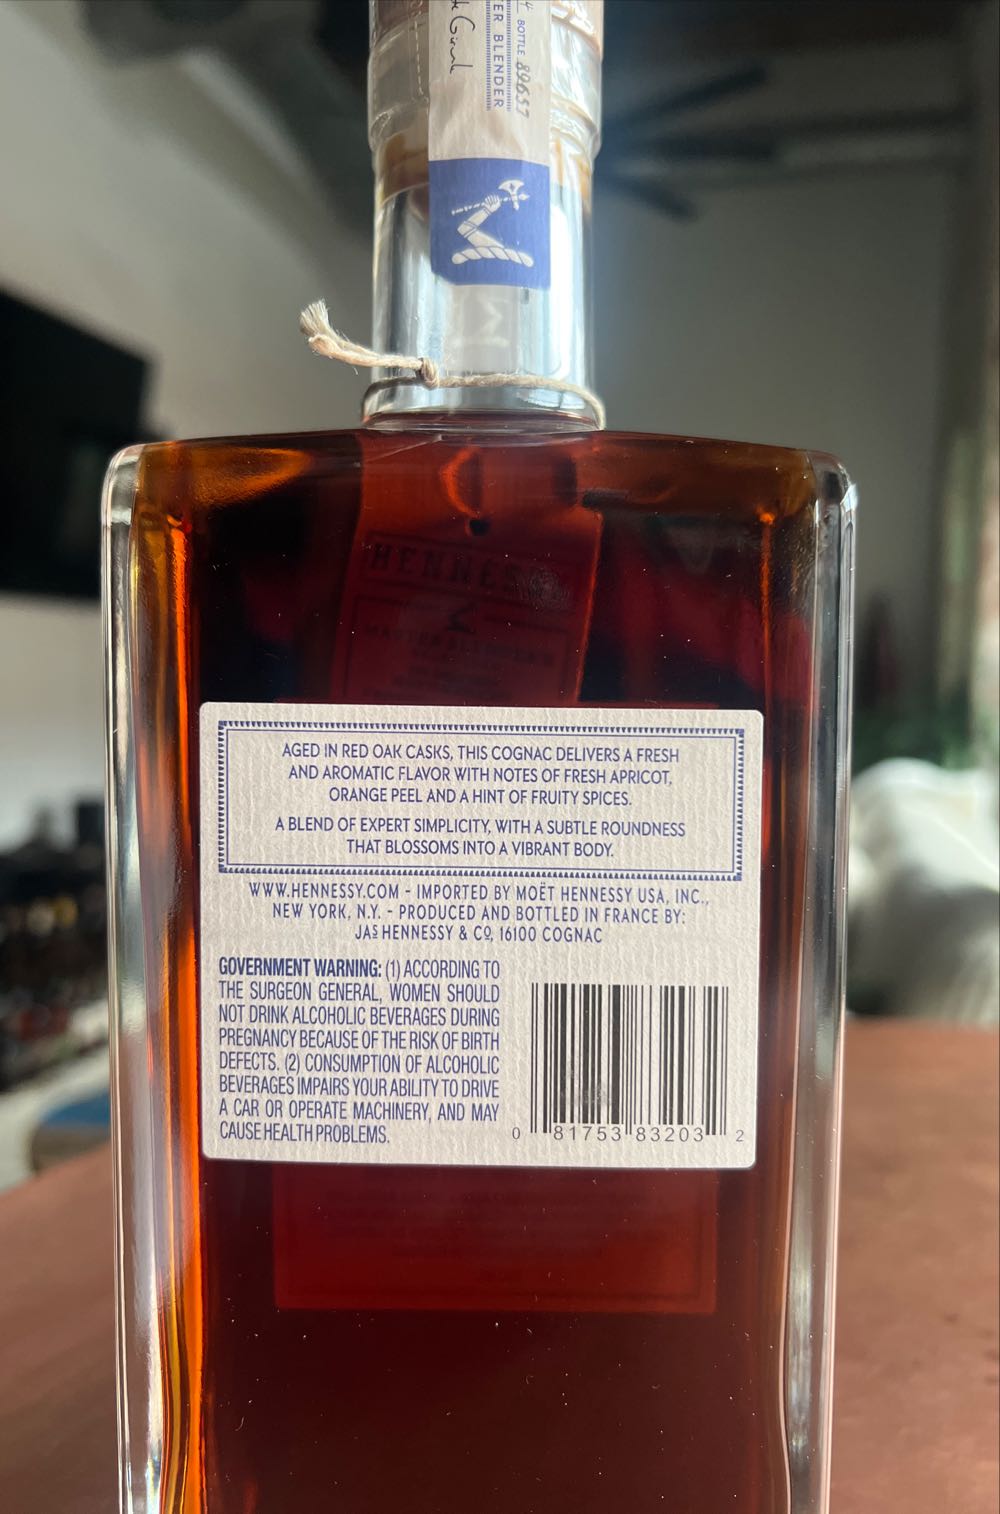 BOTTLE 89657
ER BLENDER
HENNESS
MASTER BLENDER'S
AGED IN RED OAK CASKS, THIS COGNAC DELIVERS A FRESH
AND AROMATIC FLAVOR WITH NOTES OF FRESH APRICOT,
ORANGE PEEL AND A HINT OF FRUITY SPICES.
A BLEND OF EXPERT SIMPLICITY, WITH A SUBTLE ROUNDNESS
THAT BLOSSOMS INTO A VIBRANT BODY.
WWW.HENNESSY.COM - IMPORTED BY MOËT HENNESSY USA, INC.,
NEW YORK, N.Y. - PRODUCED AND BOTTLED IN FRANCE BY:
JAS HENNESSY & CO, 16100 COGNAC
GOVERNMENT WARNING: (1) ACCORDING TO
THE SURGEON GENERAL, WOMEN SHOULD
NOT DRINK ALCOHOLIC BEVERAGES DURING
PREGNANCY BECAUSE OF THE RISK OF BIRTH
DEFECTS. (2) CONSUMPTION OF ALCOHOLIC
BEVERAGES IMPAIRS YOUR ABILITY TO DRIVE
A CAR OR OPERATE MACHINERY, AND MAY
CAUSE HEALTH PROBLEMS.
0 81753 83203 2